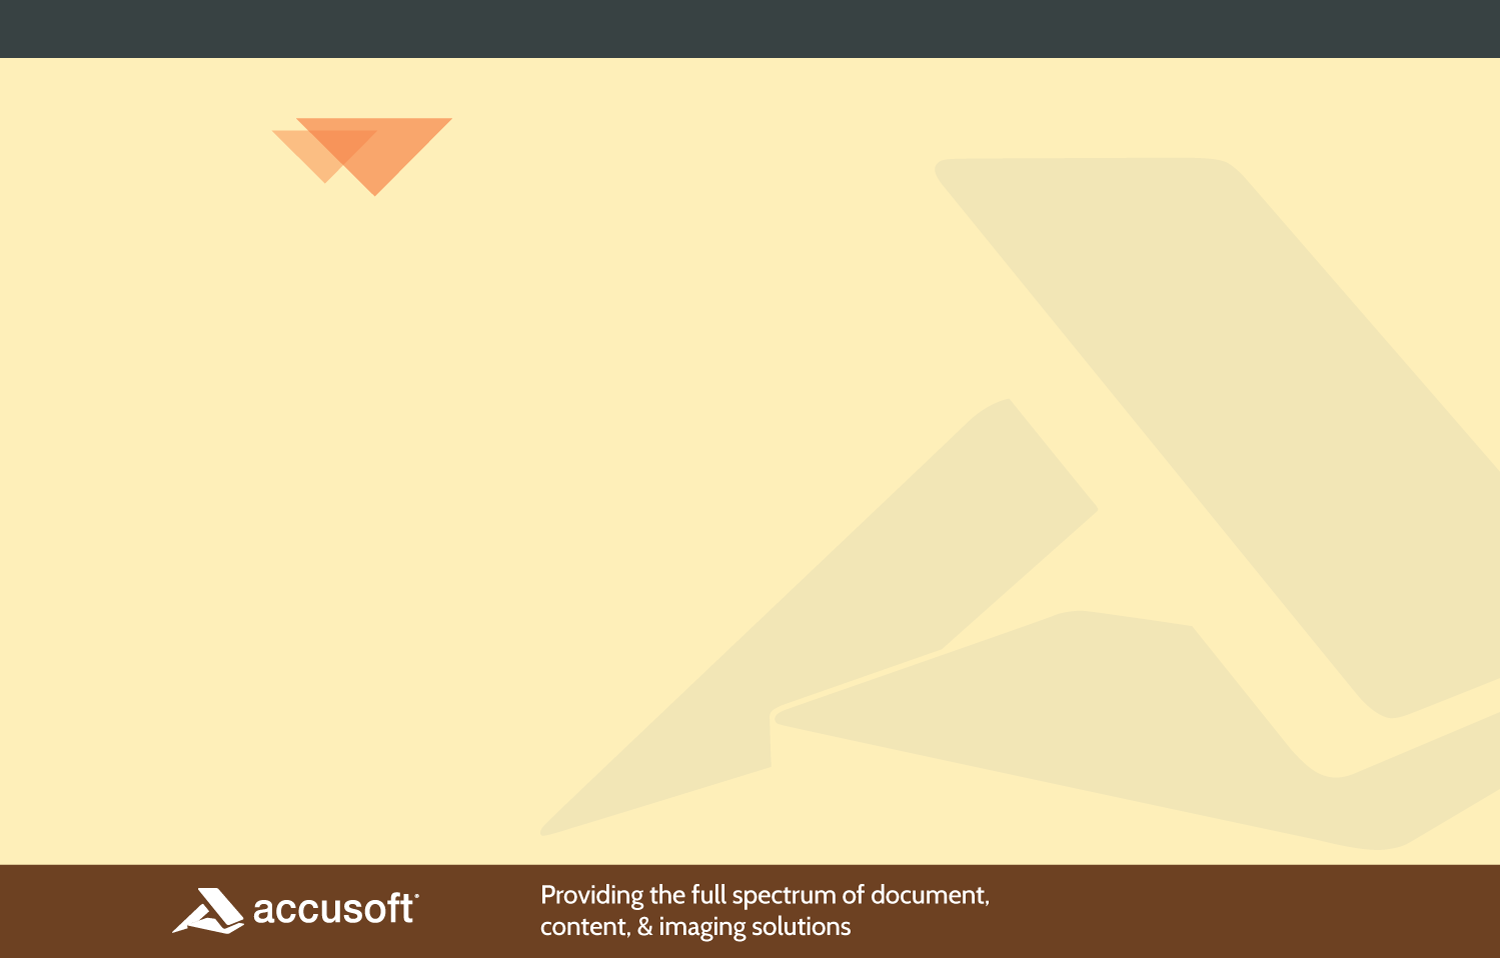 accusoft®
Providing the full spectrum of document,
content, & imaging solutions